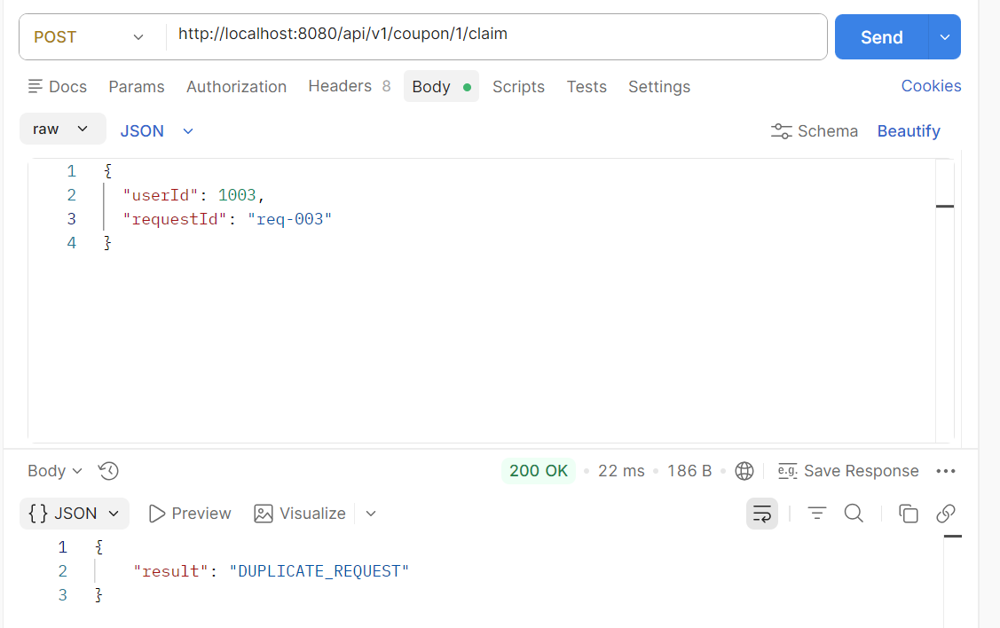 POST http://localhost:8080/api/v1/coupon/1/claim Send
Docs Params Authorization Headers 8 Body Scripts Tests Settings Cookies
raw JSON Schema Beautify
1 {
2 "userId": 1003,
3 "requestId": "req-003"
4 }
Body 200 OK • 22 ms • 186 B • e.g. Save Response
{} JSON Preview Visualize
1 {
2 "result": "DUPLICATE_REQUEST"
3 }